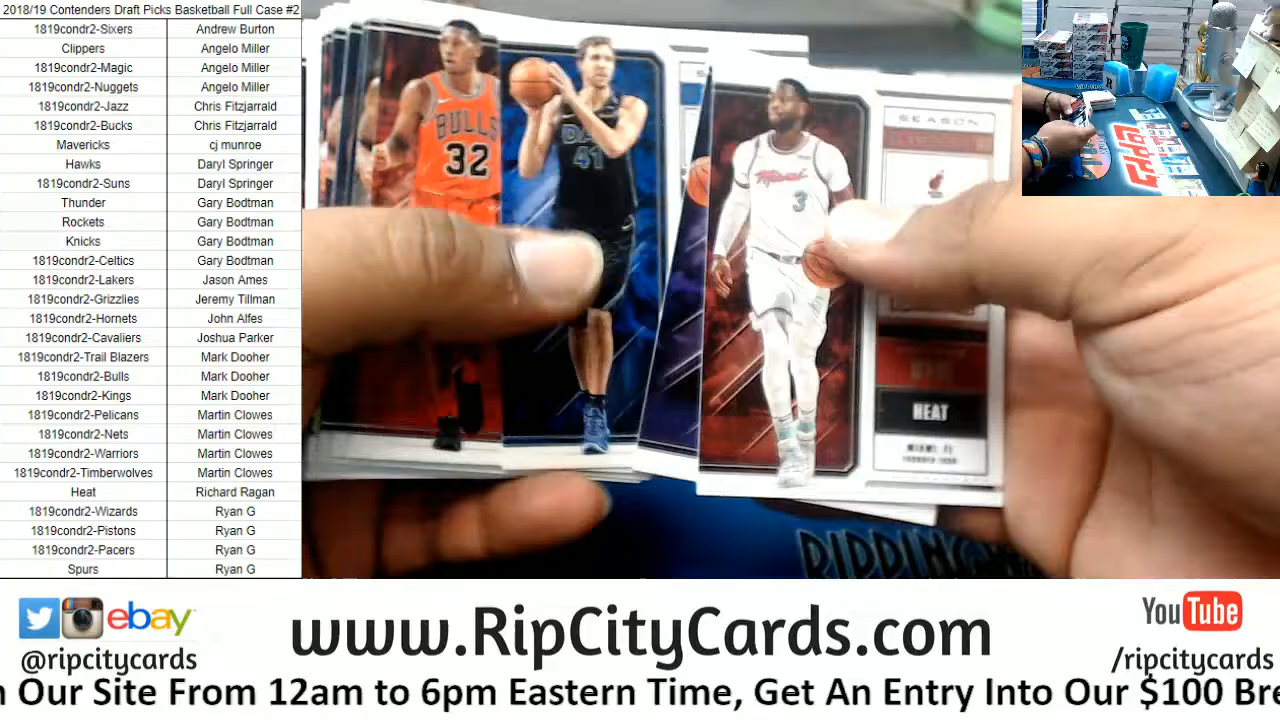 2018/19 Contenders Draft Picks Basketball Full Case #2
1819condr2-Sixers Andrew Burton
Clippers Angelo Miller
1819condr2-Magic Angelo Miller
1819condr2-Nuggets Angelo Miller
1819condr2-Jazz Chris Fitzjarrald
1819condr2-Bucks Chris Fitzjarrald
Mavericks cj munroe
Hawks Daryl Springer
1819condr2-Suns Daryl Springer
Thunder Gary Bodtman
Rockets Gary Bodtman
Knicks Gary Bodtman
1819condr2-Celtics Gary Bodtman
1819condr2-Lakers Jason Ames
1819condr2-Grizzlies Jeremy Tillman
1819condr2-Hornets John Alfes
1819condr2-Cavaliers Joshua Parker
1819condr2-Trail Blazers Mark Dooher
1819condr2-Bulls Mark Dooher
1819condr2-Kings Mark Dooher
1819condr2-Pelicans Martin Clowes
1819condr2-Nets Martin Clowes
1819condr2-Warriors Martin Clowes
1819condr2-Timberwolves Martin Clowes
Heat Richard Ragan
1819condr2-Wizards Ryan G
1819condr2-Pistons Ryan G
1819condr2-Pacers Ryan G
Spurs Ryan G
BULLS
32
41
3
SEASON
HEAT
MIAMI, FL
RIPPING
ebay
@ripcitycards
www.RipCityCards.com
YouTube
/ripcitycards
n Our Site From 12am to 6pm Eastern Time, Get An Entry Into Our $100 Bre